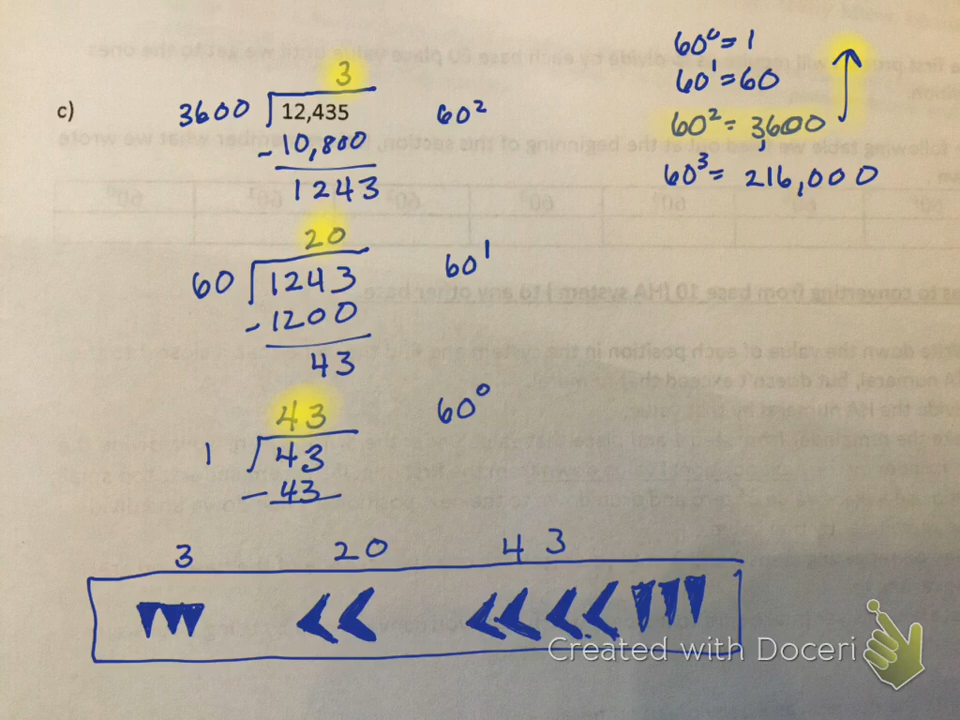 60⁰ = 1
60¹ = 60
60² = 3600
60³ = 216,000
c)
3
3600 12,435 60²
- 10,800
1243
20
60 1243 60¹
- 1200
43
43 60⁰
1 43
- 43
3 20 43
Created with Doceri